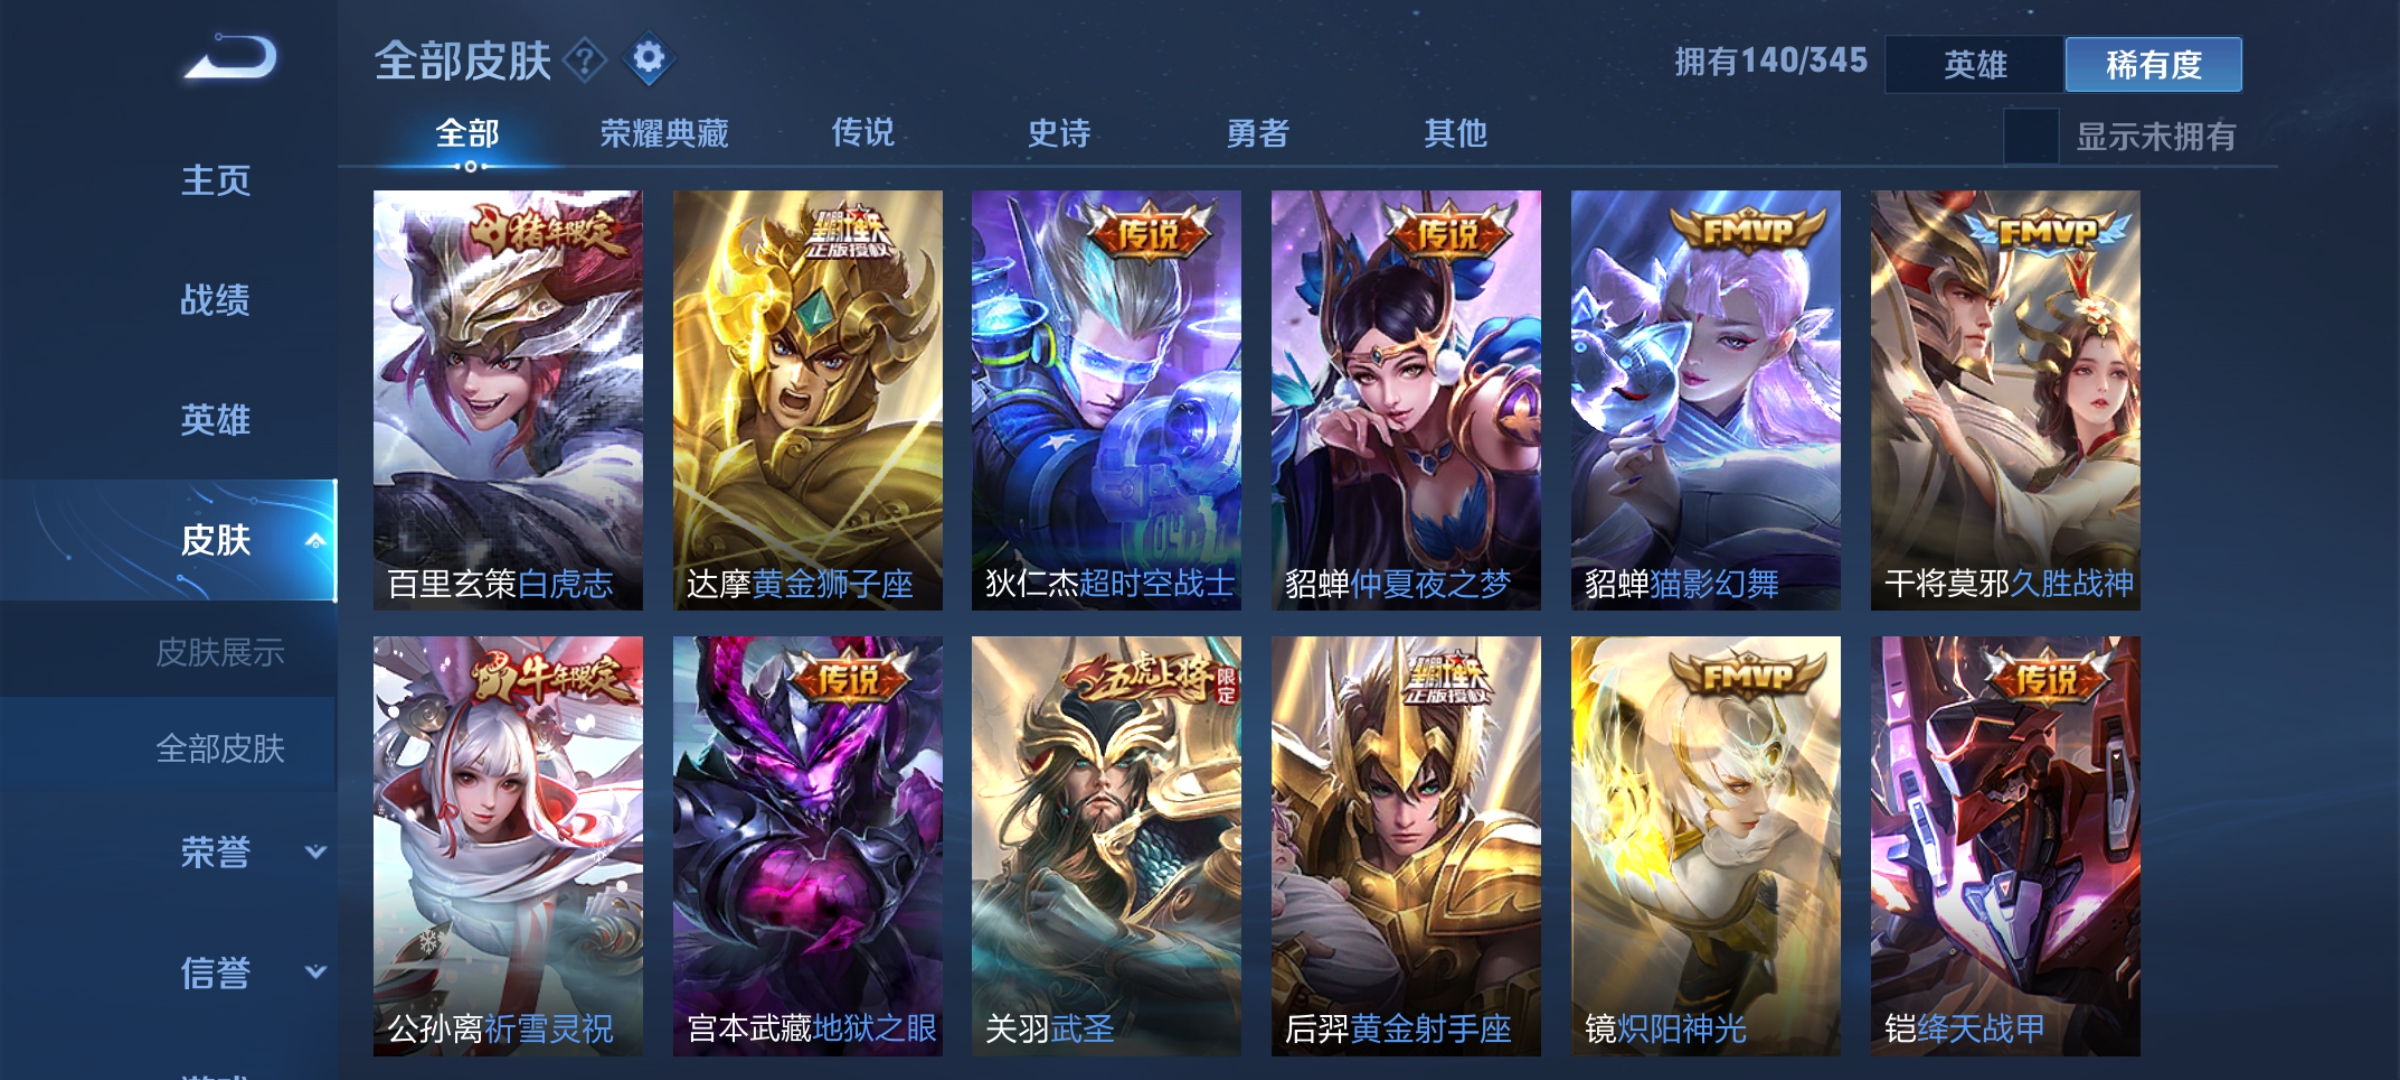 全部皮肤 ?
拥有140/345
英雄
稀有度
全部
荣耀典藏
传说
史诗
勇者
其他
显示未拥有
主页
战绩
英雄
皮肤
皮肤展示
全部皮肤
荣誉
信誉
猪年限定
百里玄策白虎志
聖闘士星矢
正版授权
达摩黄金狮子座
传说
狄仁杰超时空战士
传说
貂蝉仲夏夜之梦
FMVP
貂蝉猫影幻舞
FMVP
干将莫邪久胜战神
牛年限定
公孙离祈雪灵祝
传说
宫本武藏地狱之眼
五虎上将限定
关羽武圣
聖闘士星矢
正版授权
后羿黄金射手座
FMVP
镜炽阳神光
传说
铠绛天战甲